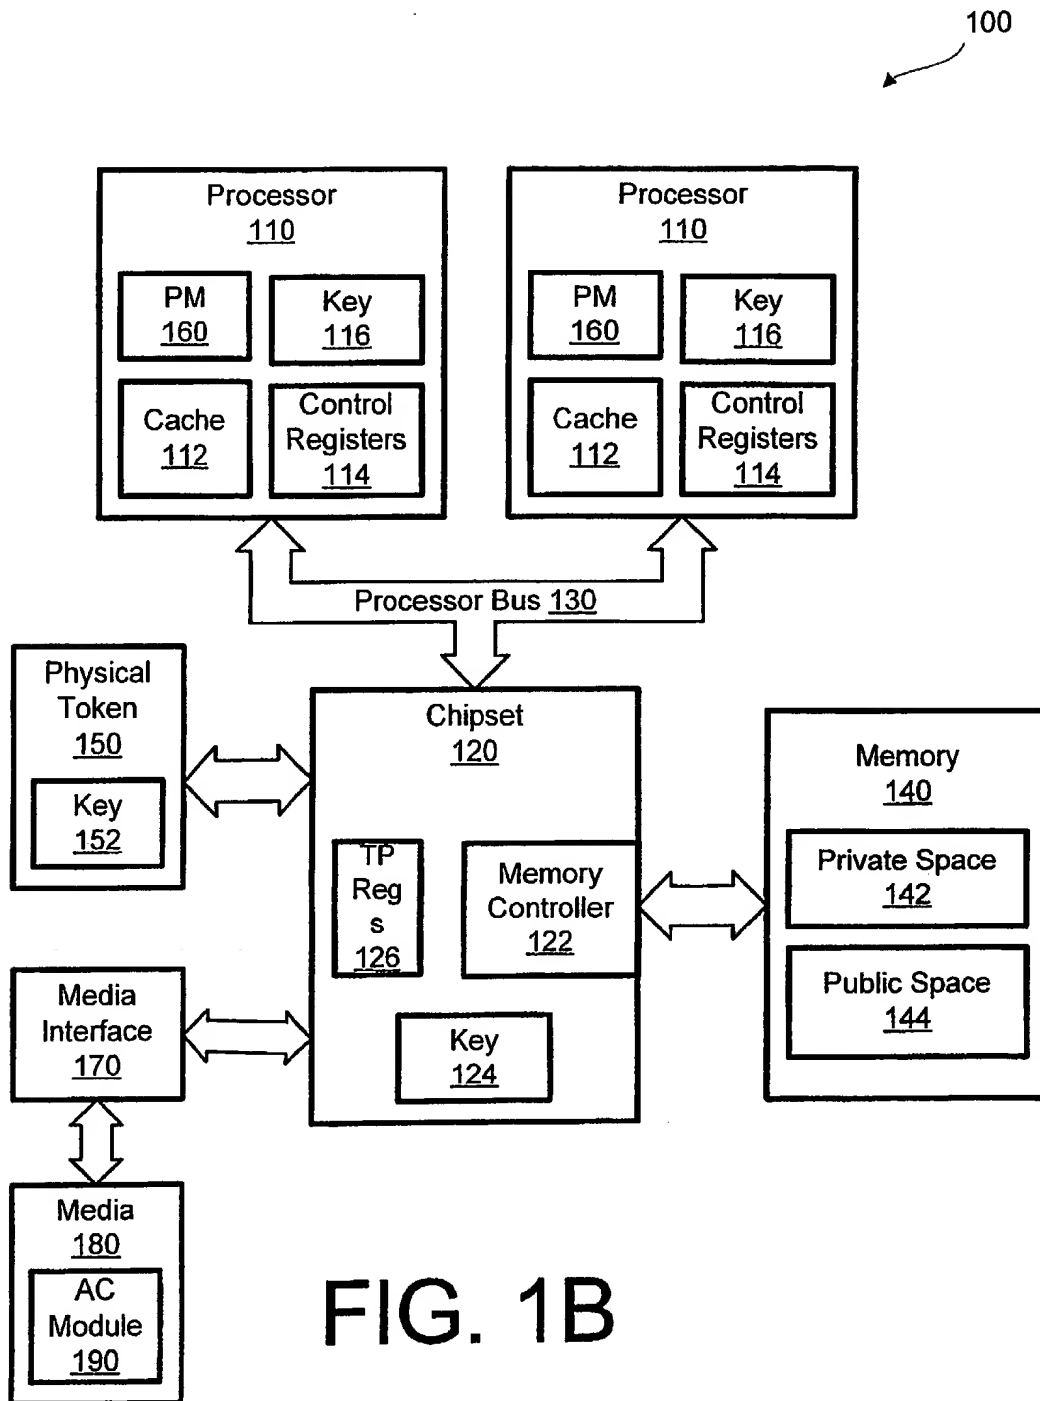 100
Processor
110
PM
160
Key
116
Cache
112
Control
Registers
114
Processor
110
PM
160
Key
116
Cache
112
Control
Registers
114
Processor Bus 130
Physical
Token
150
Key
152
Chipset
120
TP
Reg
s
126
Memory
Controller
122
Key
124
Memory
140
Private Space
142
Public Space
144
Media
Interface
170
Media
180
AC
Module
190
FIG. 1B